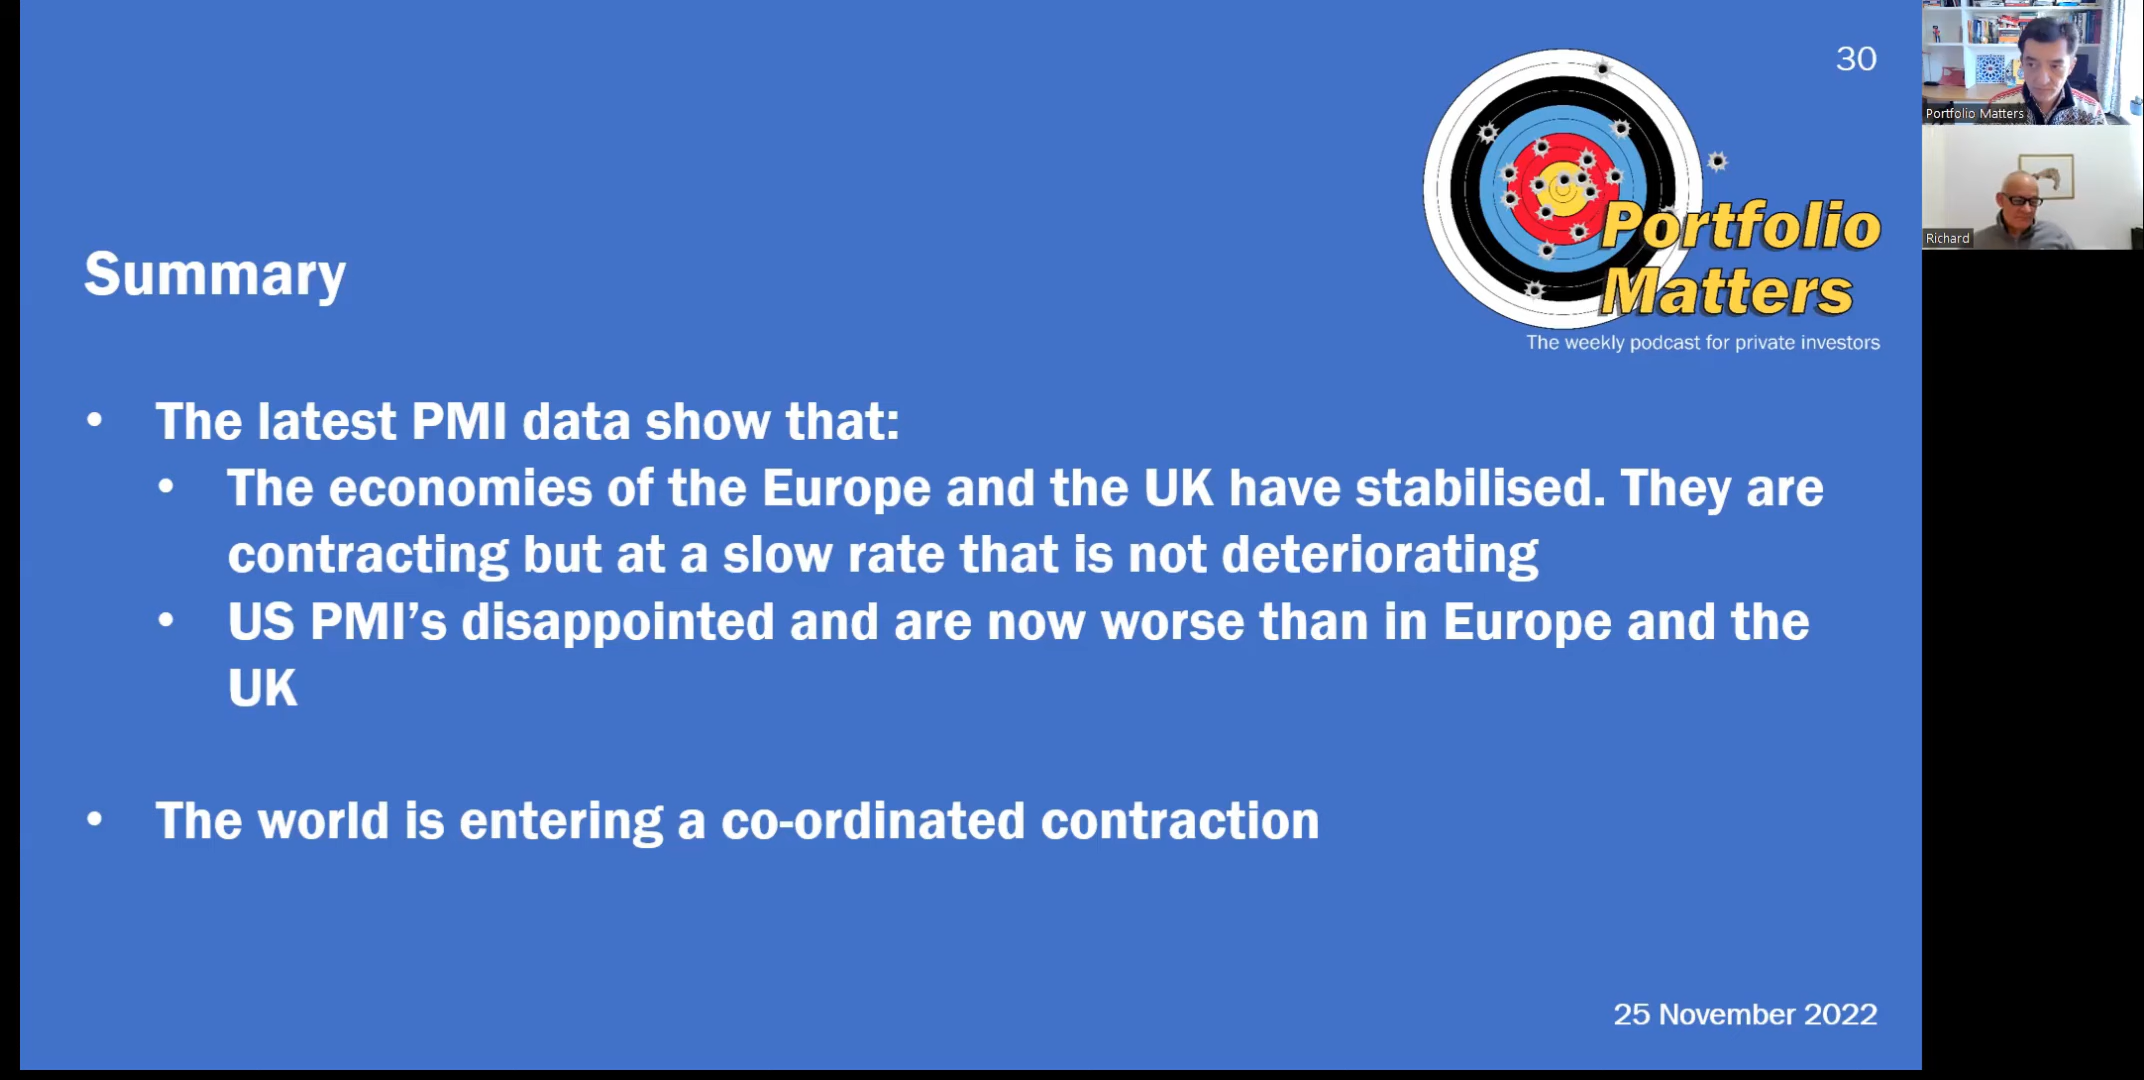 30
Portfolio
Matters
The weekly podcast for private investors
Summary
• The latest PMI data show that:
• The economies of the Europe and the UK have stabilised. They are
contracting but at a slow rate that is not deteriorating
• US PMI’s disappointed and are now worse than in Europe and the
UK
• The world is entering a co-ordinated contraction
25 November 2022
Portfolio Matters
Richard